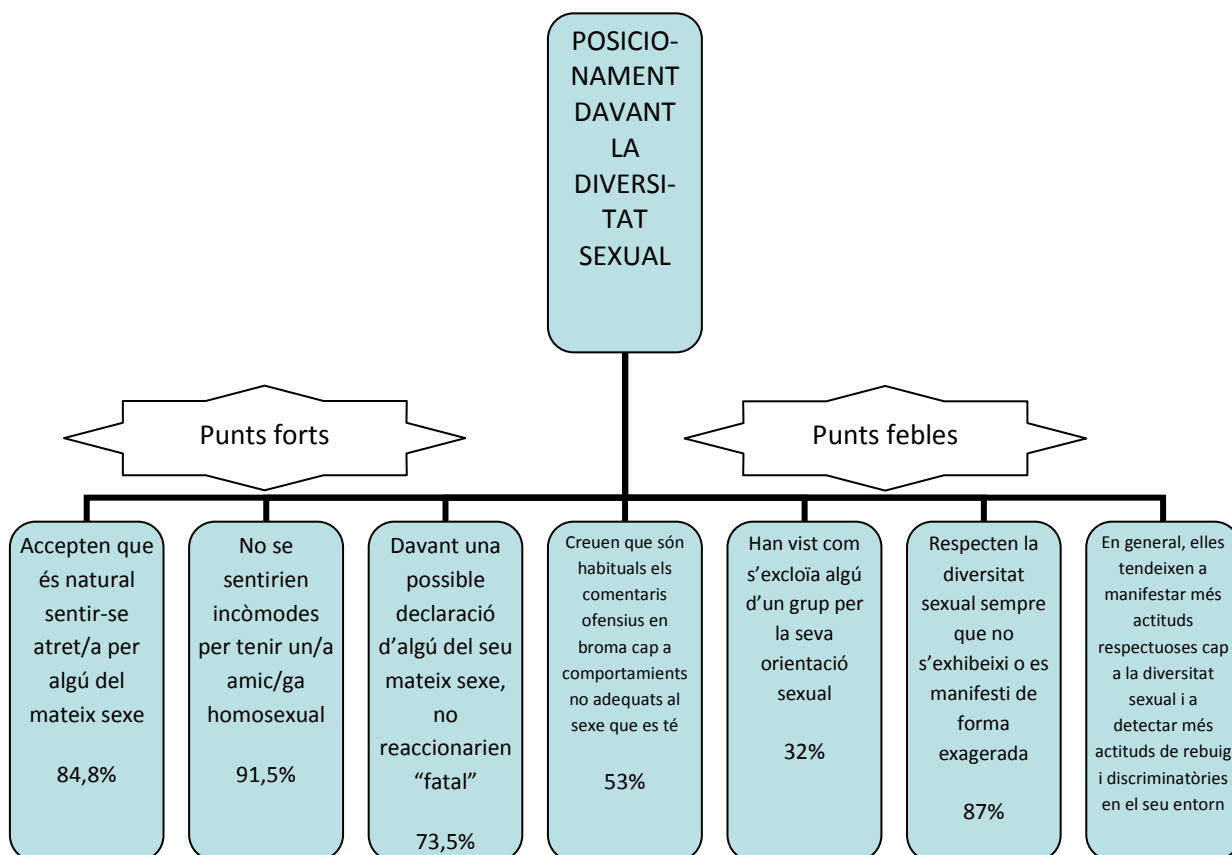 POSICIO-
NAMENT
DAVANT
LA
DIVERSI-
TAT
SEXUAL
Punts forts
Punts febles
Accepten que
és natural
sentir-se
atret/a per
algú del
mateix sexe
84,8%
No se
sentirien
incòmodes
per tenir un/a
amic/ga
homosexual
91,5%
Davant una
possible
declaració
d’algú del seu
mateix sexe,
no
reaccionarien
“fatal”
73,5%
Creuen que són
habituals els
comentaris
ofensius en
broma cap a
comportaments
no adequats al
sexe que es té
53%
Han vist com
s’excloïa algú
d’un grup per
la seva
orientació
sexual
32%
Respecten la
diversitat
sexual sempre
que no
s’exhibeixi o es
manifesti de
forma
exagerada
87%
En general, elles
tendeixen a
manifestar més
actituds
respectuoses cap
a la diversitat
sexual i a
detectar més
actituds de rebuig
i discriminatòries
en el seu entorn